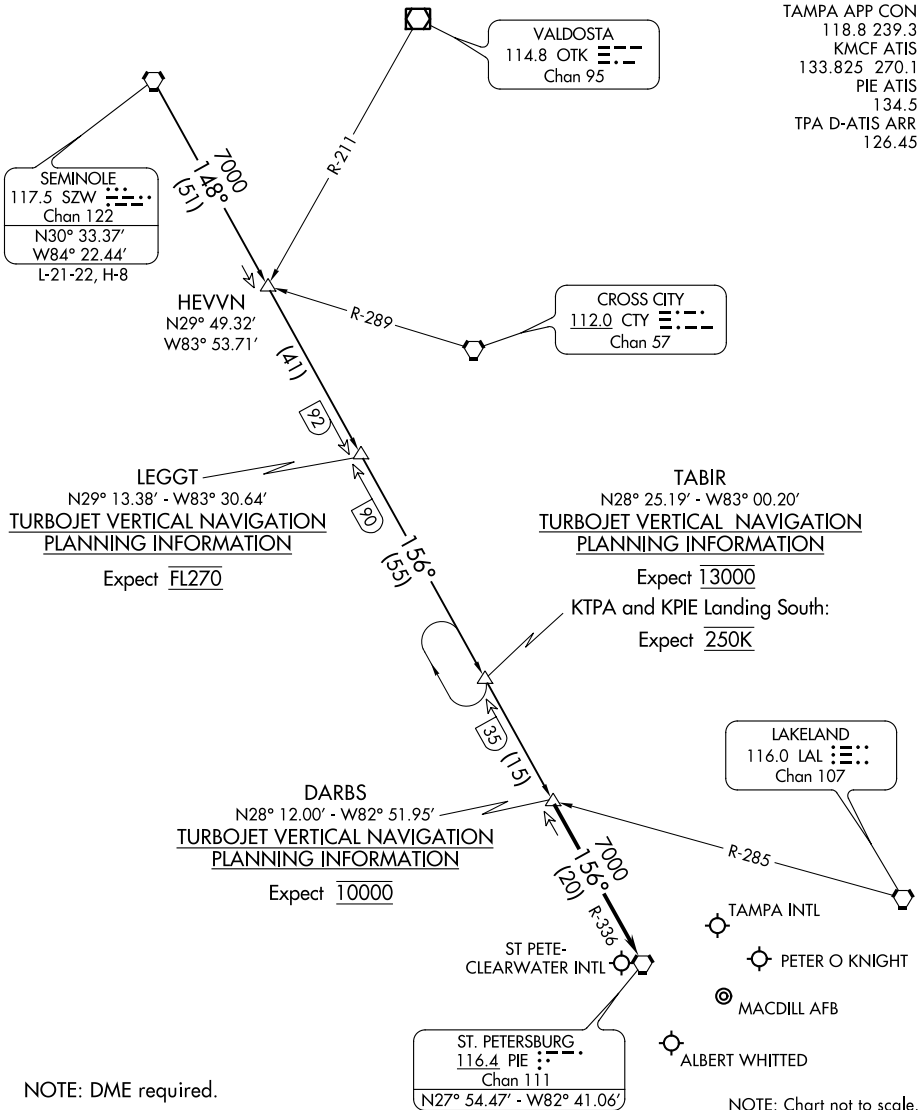 TAMPA APP CON
118.8 239.3
KMCF ATIS
133.825 270.1
PIE ATIS
134.5
TPA D-ATIS ARR
126.45
VALDOSTA
114.8 OTK
Chan 95
SEMINOLE
117.5 SZW
Chan 122
N30° 33.37′
W84° 22.44′
L-21-22, H-8
7000
148°
(51)
R-211
HEVVN
N29° 49.32′
W83° 53.71′
R-289
CROSS CITY
112.0 CTY
Chan 57
(41)
92
LEGGT
N29° 13.38′ - W83° 30.64′
TURBOJET VERTICAL NAVIGATION
PLANNING INFORMATION
Expect FL270
90
156°
(55)
TABIR
N28° 25.19′ - W83° 00.20′
TURBOJET VERTICAL NAVIGATION
PLANNING INFORMATION
Expect 13000
KTPA and KPIE Landing South:
Expect 250K
35
(15)
LAKELAND
116.0 LAL
Chan 107
DARBS
N28° 12.00′ - W82° 51.95′
TURBOJET VERTICAL NAVIGATION
PLANNING INFORMATION
Expect 10000
R-285
7000
156°
(20)
R-336
TAMPA INTL
ST PETE-
CLEARWATER INTL
PETER O KNIGHT
MACDILL AFB
ALBERT WHITTED
ST. PETERSBURG
116.4 PIE
Chan 111
N27° 54.47′ - W82° 41.06′
NOTE: DME required.
NOTE: Chart not to scale.